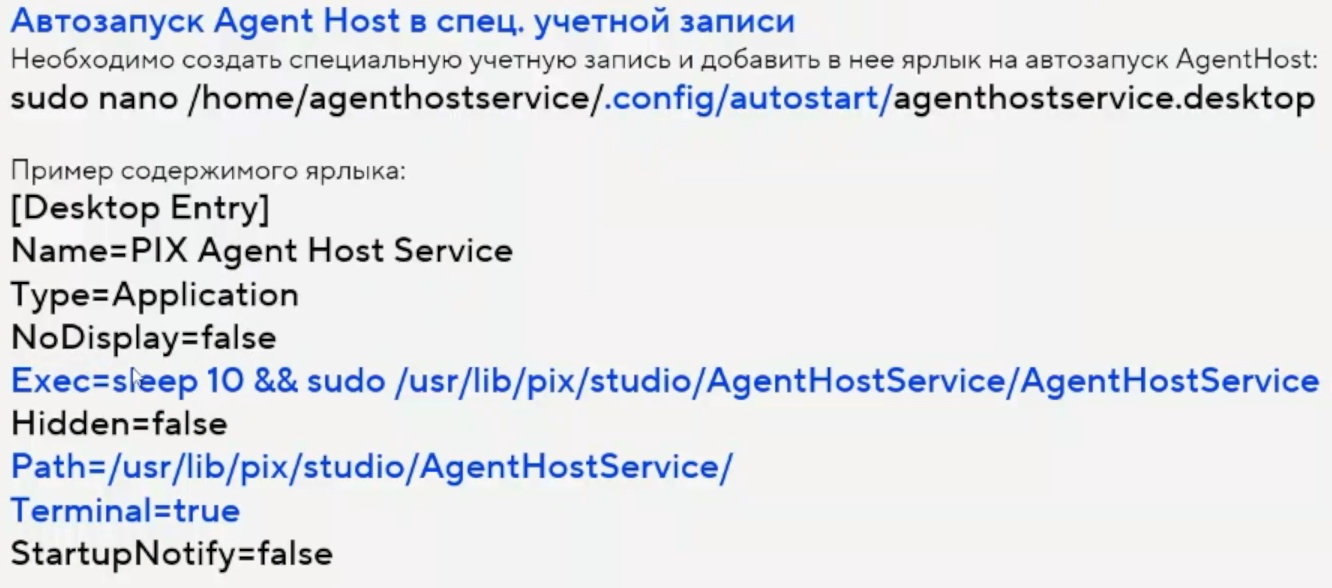 Автозапуск Agent Host в спец. учетной записи
Необходимо создать специальную учетную запись и добавить в нее ярлык на автозапуск AgentHost:
sudo nano /home/agenthostservice/.config/autostart/agenthostservice.desktop
Пример содержимого ярлыка:
[Desktop Entry]
Name=PIX Agent Host Service
Type=Application
NoDisplay=false
Exec=sleep 10 && sudo /usr/lib/pix/studio/AgentHostService/AgentHostService
Hidden=false
Path=/usr/lib/pix/studio/AgentHostService/
Terminal=true
StartupNotify=false